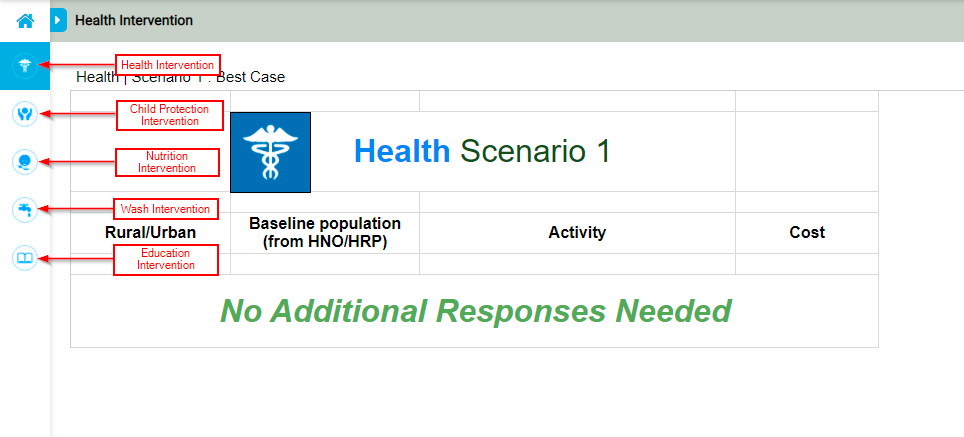 Health Intervention
Health Intervention
Health | Scenario 1 : Best Case
Child Protection
Intervention
Health Scenario 1
Nutrition
Intervention
Wash Intervention
Rural/Urban
Baseline population
(from HNO/HRP)
Activity
Cost
Education
Intervention
No Additional Responses Needed